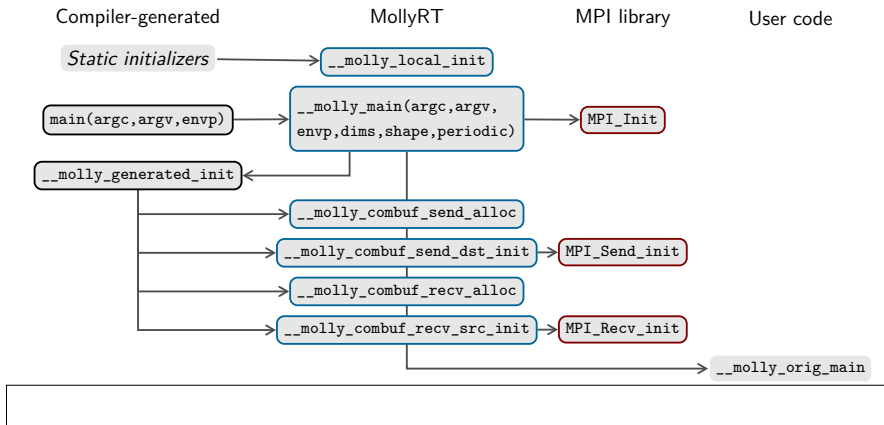 Compiler-generated MollyRT MPI library User code
Static initializers __molly_local_init
main(argc,argv,envp) __molly_main(argc,argv,
envp,dims,shape,periodic) MPI_Init
__molly_generated_init
__molly_combuf_send_alloc
__molly_combuf_send_dst_init MPI_Send_init
__molly_combuf_recv_alloc
__molly_combuf_recv_src_init MPI_Recv_init
__molly_orig_main